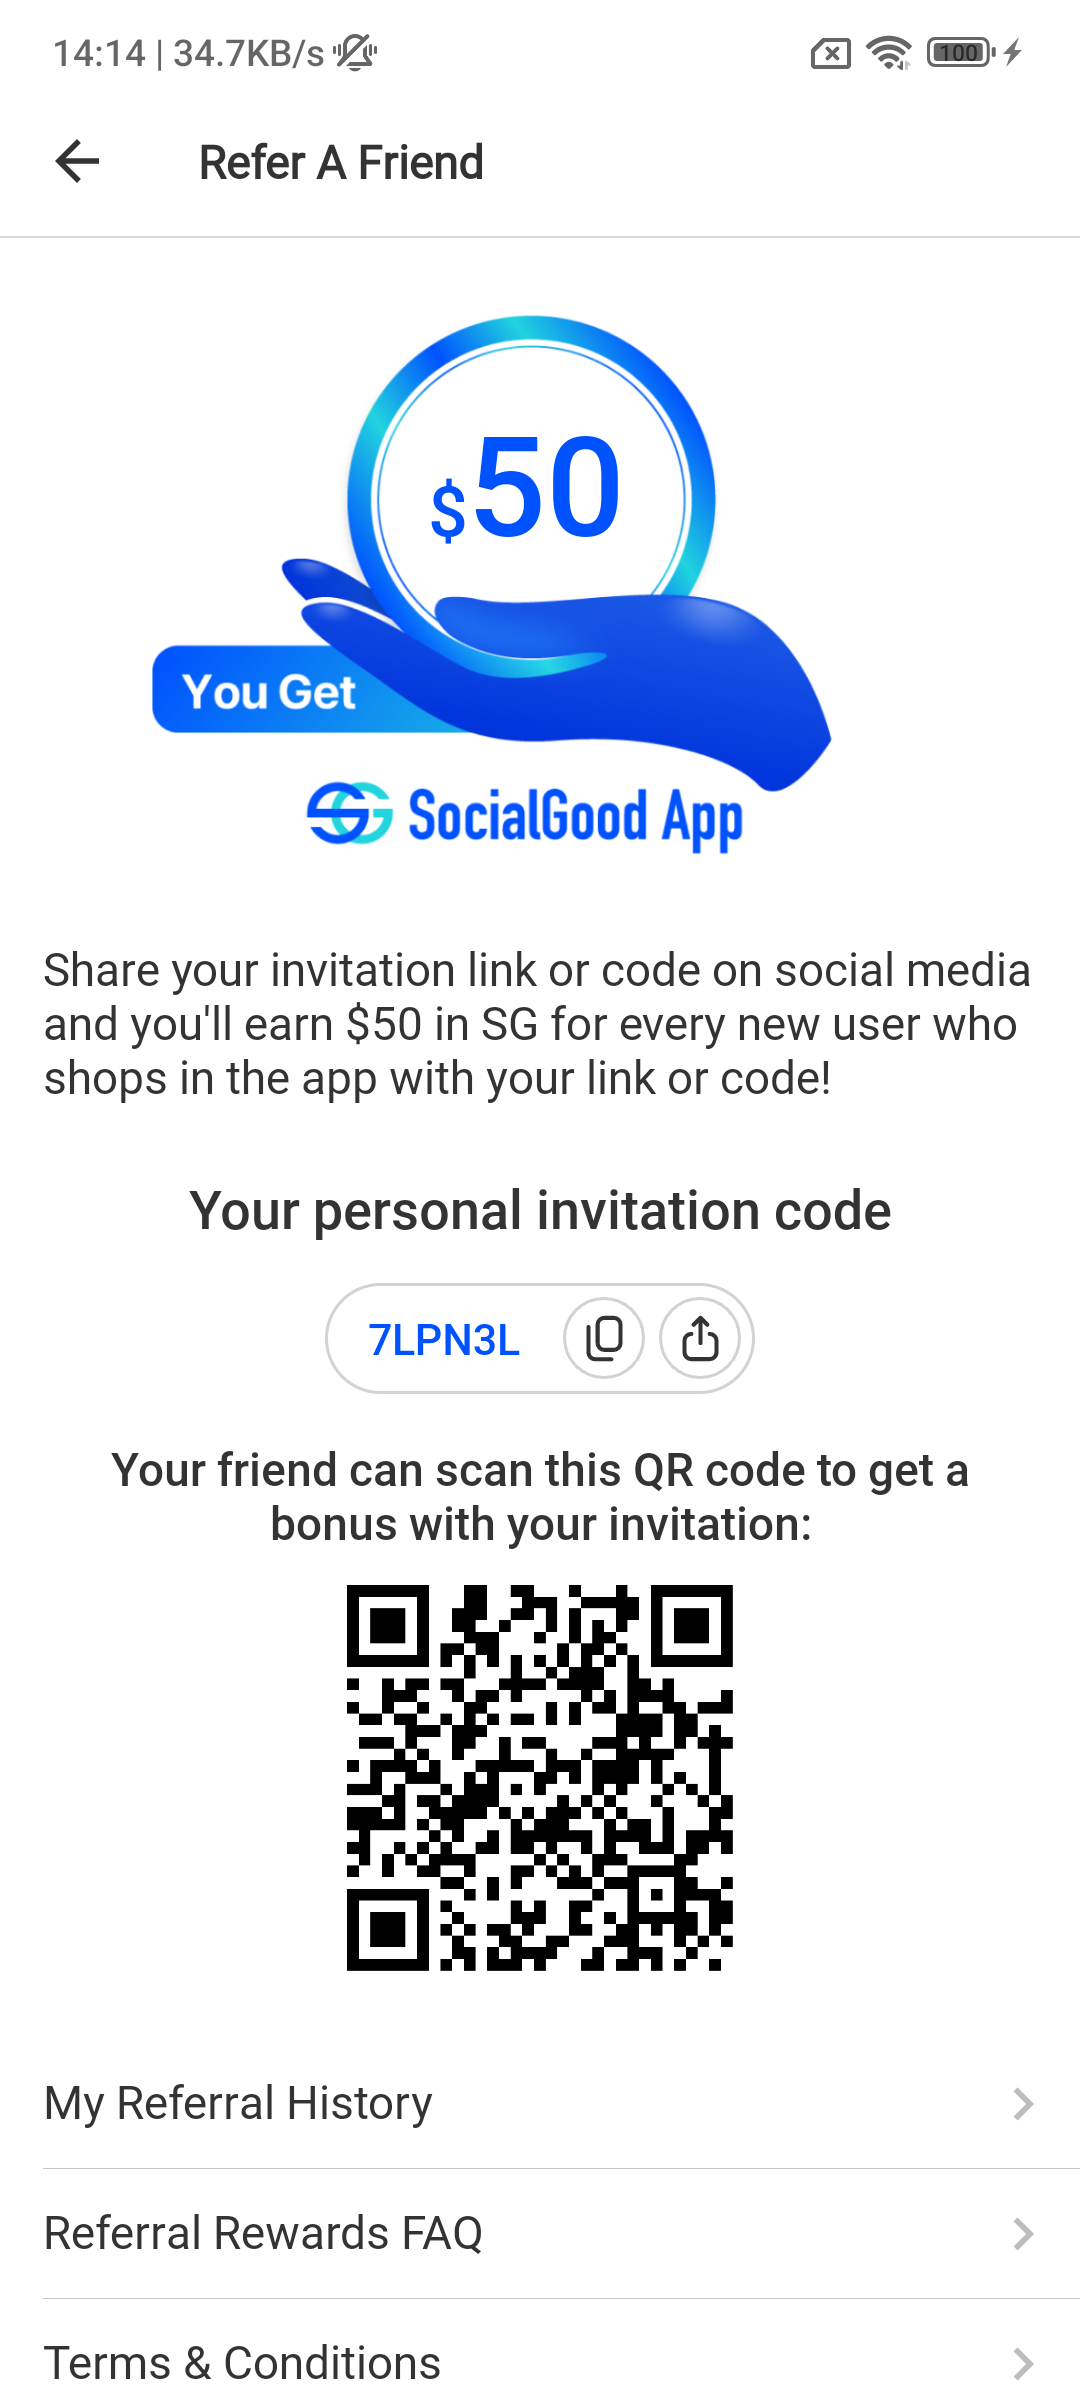 14:14 | 34.7KB/s
100
Refer A Friend
$50
You Get
SG SocialGood App
Share your invitation link or code on social media
and you'll earn $50 in SG for every new user who
shops in the app with your link or code!
Your personal invitation code
7LPN3L
Your friend can scan this QR code to get a
bonus with your invitation:
My Referral History
Referral Rewards FAQ
Terms & Conditions